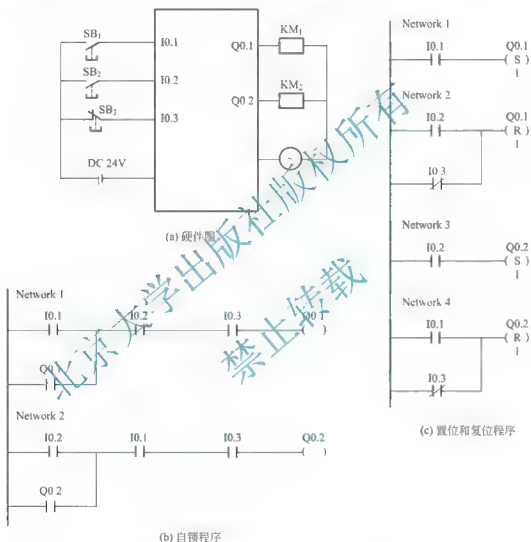 SB₁
I0.1
Q0.1
KM₁
SB₂
I0.2
Q0.2
KM₂
SB₃
I0.3
DC 24V
(a) 硬件图
Network 1
I0.1
I0.2
I0.3
Q0.1
Q0.1
Network 2
I0.2
I0.1
I0.3
Q0.2
Q0.2
(b) 自锁程序
Network 1
I0.1
Q0.1
S
1
Network 2
I0.2
Q0.1
R
1
I0.3
Network 3
I0.2
Q0.2
S
1
Network 4
I0.1
Q0.2
R
1
I0.3
(c) 置位和复位程序
北京大学出版社版权所有
禁止转载